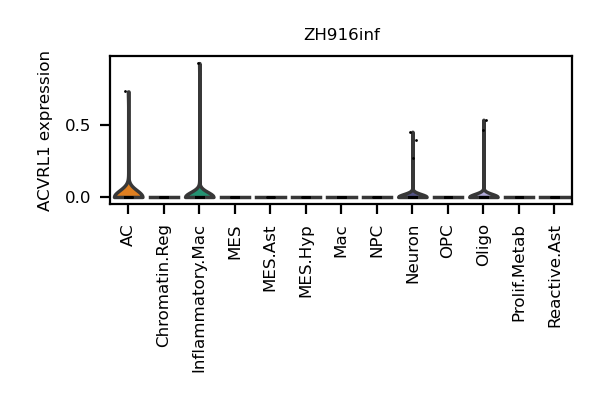 ZH916inf
ACVRL1 expression
0.5
0.0
AC
Chromatin.Reg
Inflammatory.Mac
MES
MES.Ast
MES.Hyp
Mac
NPC
Neuron
OPC
Oligo
Prolif.Metab
Reactive.Ast